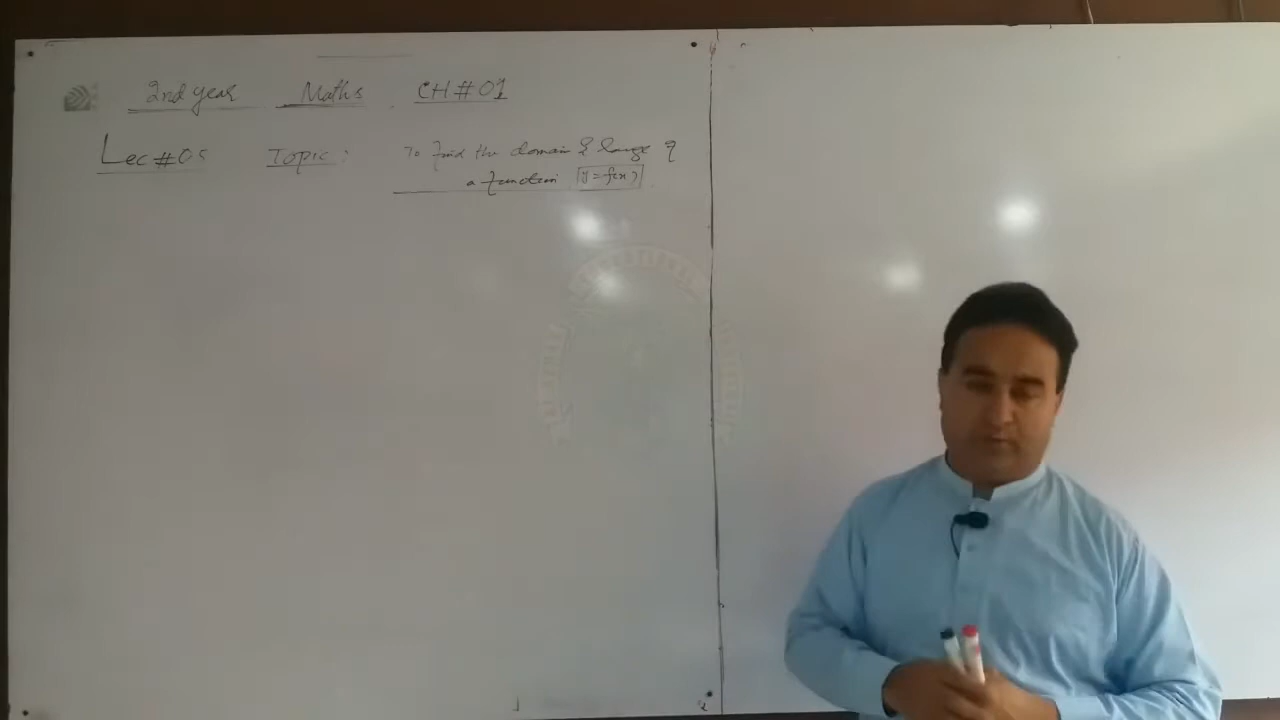 2nd year Maths CH # 01
Lec # 05 Topic : To find the domain & Range of
a function y = f(x)